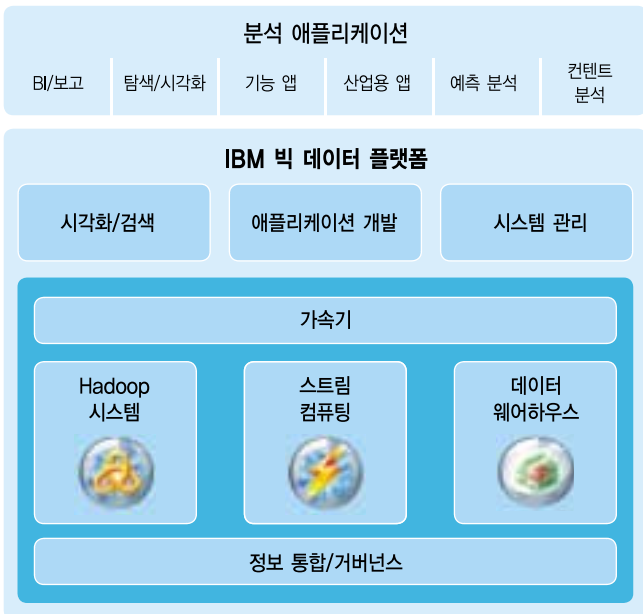 분석 애플리케이션
BI/보고
탐색/시각화
기능 앱
산업용 앱
예측 분석
컨텐트
분석
IBM 빅 데이터 플랫폼
시각화/검색
애플리케이션 개발
시스템 관리
가속기
Hadoop
시스템
스트림
컴퓨팅
데이터
웨어하우스
정보 통합/거버넌스